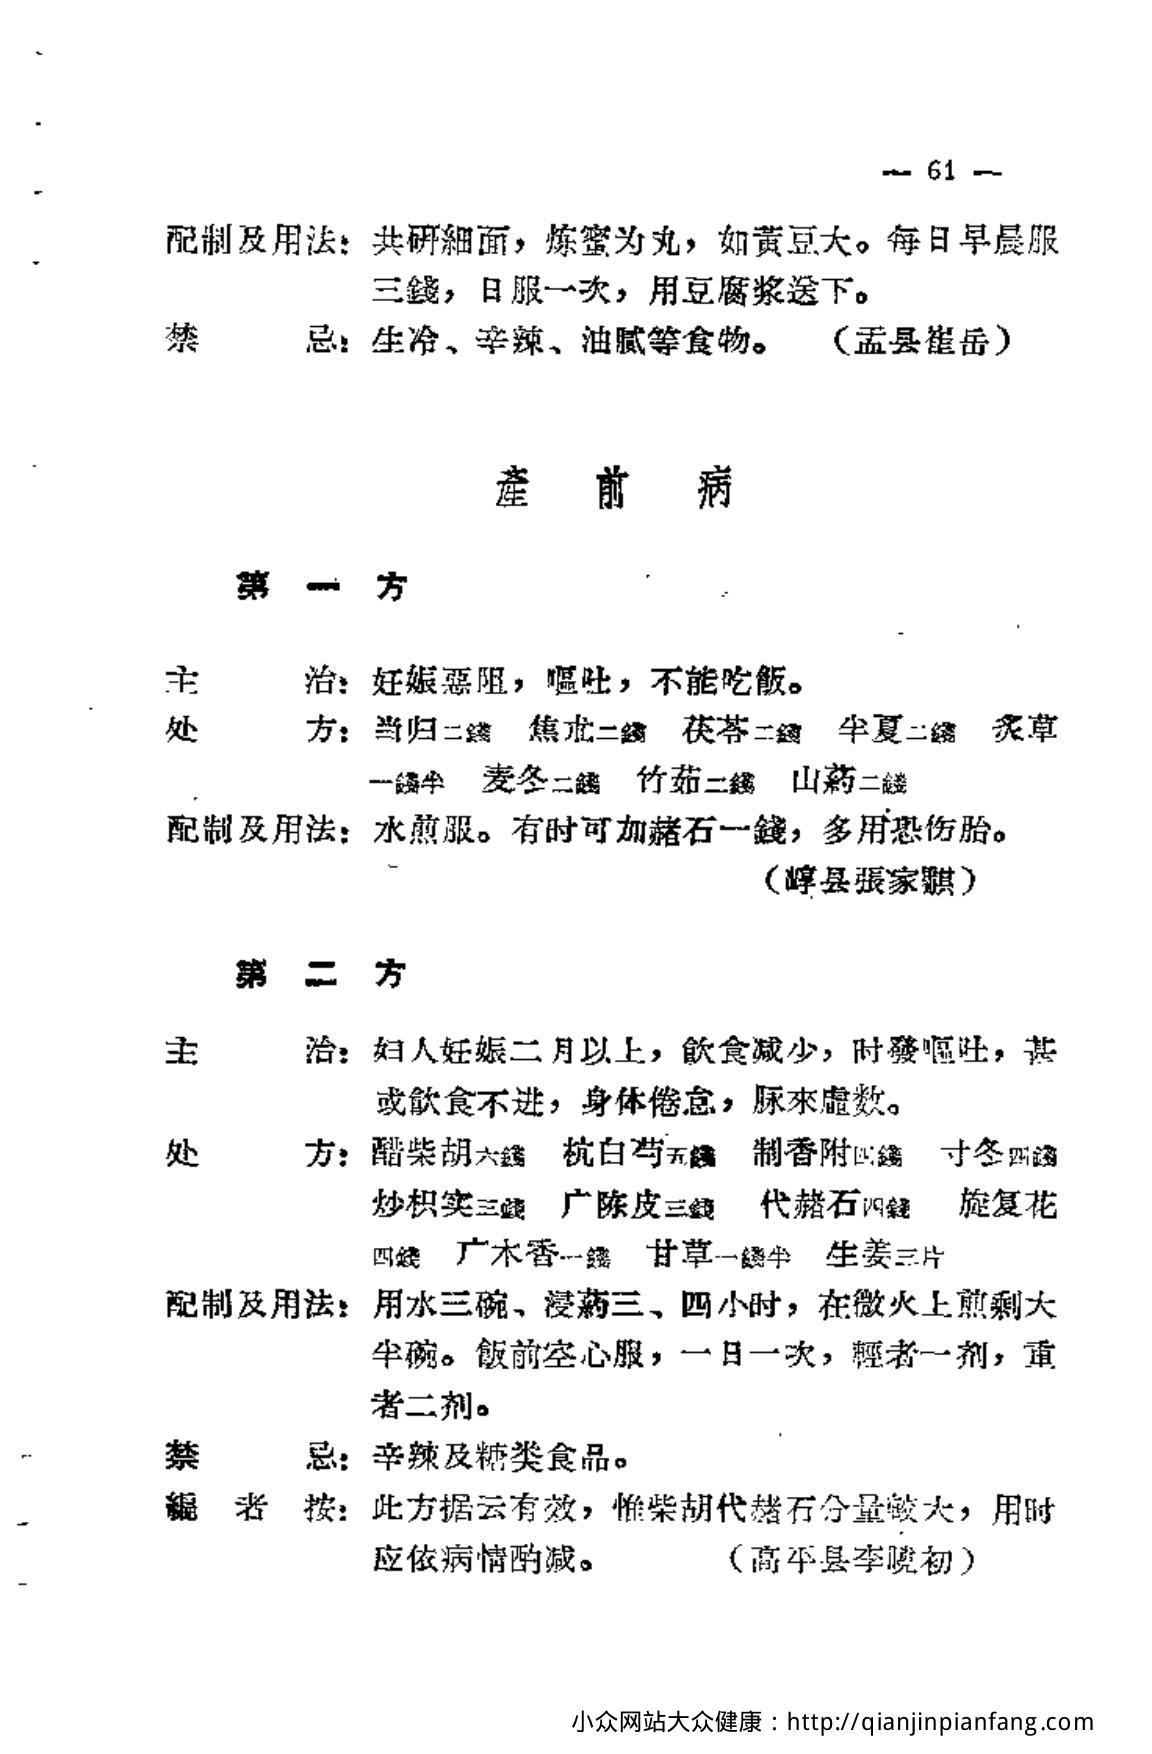 — 61 —
配制及用法：共研細面，炼蜜为丸，如黃豆大。每日早晨服
三錢，日服一次，用豆腐浆送下。
禁　　忌：生冷、辛辣、油膩等食物。（盂县崔岳）
產　前　病
第　一　方
主　　治：妊娠惡阻，嘔吐，不能吃飯。
处　　方：当归二錢　焦朮二錢　茯苓二錢　半夏二錢　炙草
一錢半　麦冬二錢　竹茹二錢　山药二錢
配制及用法：水煎服。有时可加赭石一錢，多用恐伤胎。
（崞县張家騏）
第　二　方
主　　治：妇人妊娠二月以上，飲食减少，时發嘔吐，甚
或飲食不进，身体倦怠，脉來虛数。
处　　方：醋柴胡六錢　杭白芍五錢　制香附四錢　寸冬四錢
炒枳实三錢　广陈皮三錢　代赭石四錢　旋复花
四錢　广木香一錢　甘草一錢半　生姜三片
配制及用法：用水三碗、浸药三、四小时，在微火上煎剩大
半碗。飯前空心服，一日一次，輕者一剂，重
者二剂。
禁　　忌：辛辣及糖类食品。
編　者　按：此方据云有效，惟柴胡代赭石分量較大，用时
应依病情酌减。（高平县李曉初）
小众网站大众健康：http://qianjinpianfang.com